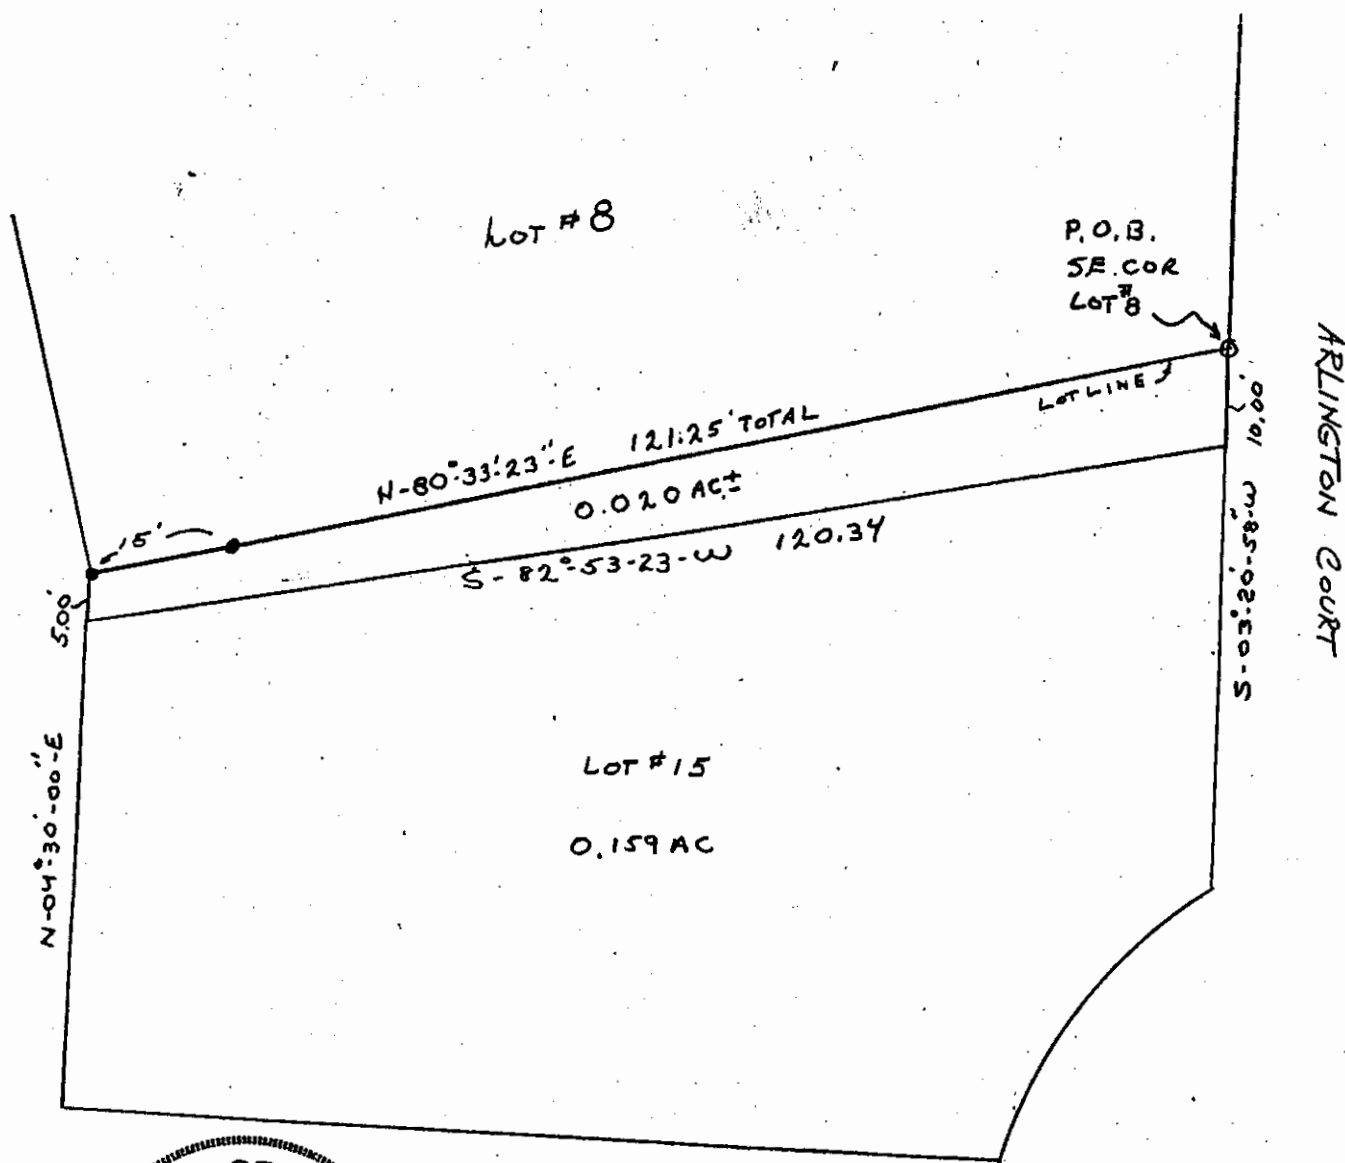 LOT # 8
P.O.B.
SE. COR
LOT #8
LOT LINE
10.00'
ARLINGTON COURT
N-80°-33'-23"-E 121.25' TOTAL
0.020 AC.±
S-82°-53-23-W 120.34
15'
5.00'
S-03°-20'-58"-W
N-04°-30'-00"-E
LOT # 15
0.159 AC